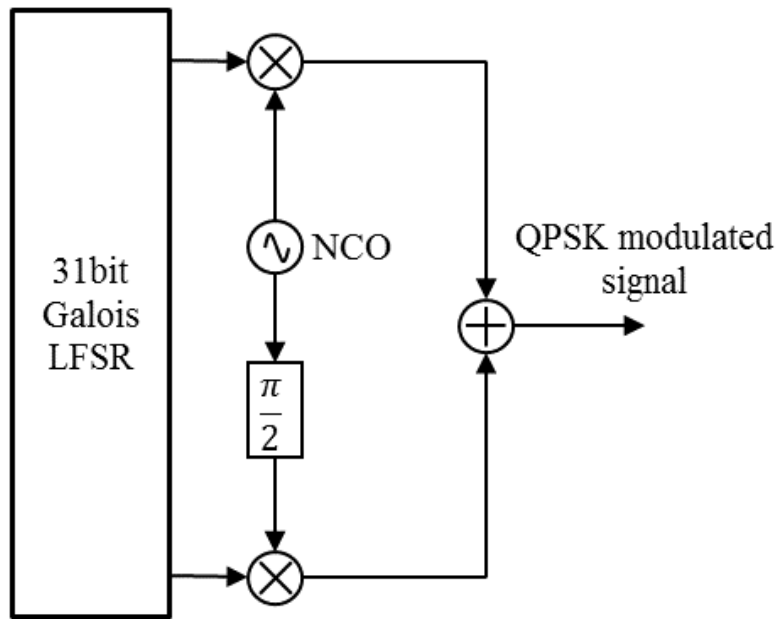 31bit
Galois
LFSR
NCO
π
2
QPSK modulated
signal